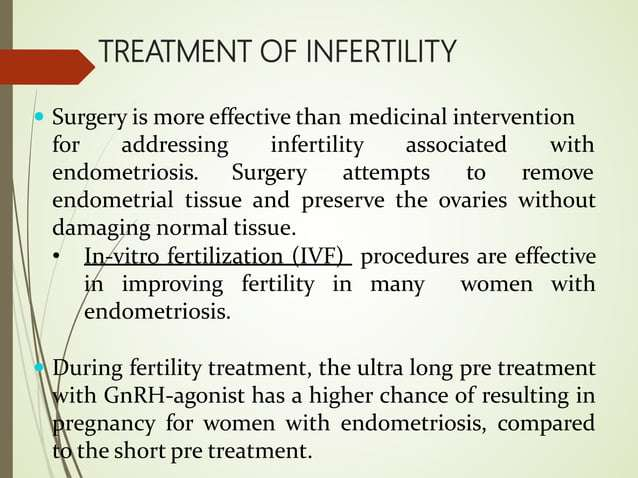 TREATMENT OF INFERTILITY
• Surgery is more effective than medicinal intervention
for addressing infertility associated with
endometriosis. Surgery attempts to remove
endometrial tissue and preserve the ovaries without
damaging normal tissue.
• In-vitro fertilization (IVF) procedures are effective
in improving fertility in many women with
endometriosis.
• During fertility treatment, the ultra long pre treatment
with GnRH-agonist has a higher chance of resulting in
pregnancy for women with endometriosis, compared
to the short pre treatment.